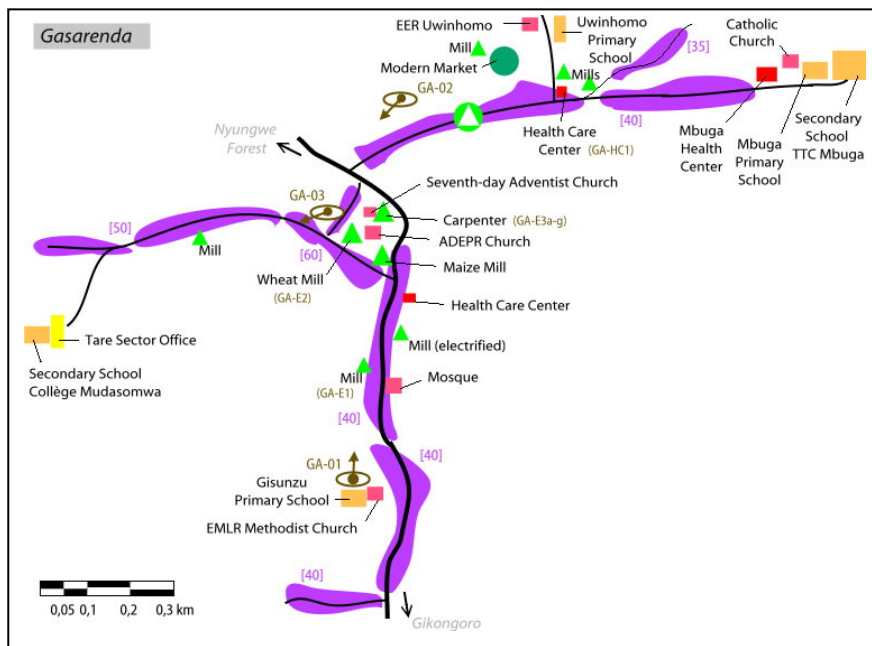 Gasarenda
EER Uwinhomo
Uwinhomo
Primary
School
[35]
Catholic
Church
Mill
Modern Market
Mills
GA-02
Health Care
Center (GA-HC1)
[40]
Mbuga
Health
Center
Mbuga
Primary
School
Secondary
School
TTC Mbuga
Nyungwe
Forest
GA-03
Seventh-day Adventist Church
Carpenter (GA-E3a-g)
ADEPR Church
[50]
Mill
[60]
Wheat Mill
(GA-E2)
Maize Mill
Health Care Center
Tare Sector Office
Secondary School
Collège Mudasomwa
Mill (electrified)
Mill
(GA-E1)
Mosque
[40]
[40]
GA-01
Gisunzu
Primary School
EMLR Methodist Church
[40]
0,05 0,1 0,2 0,3 km
Gikongoro